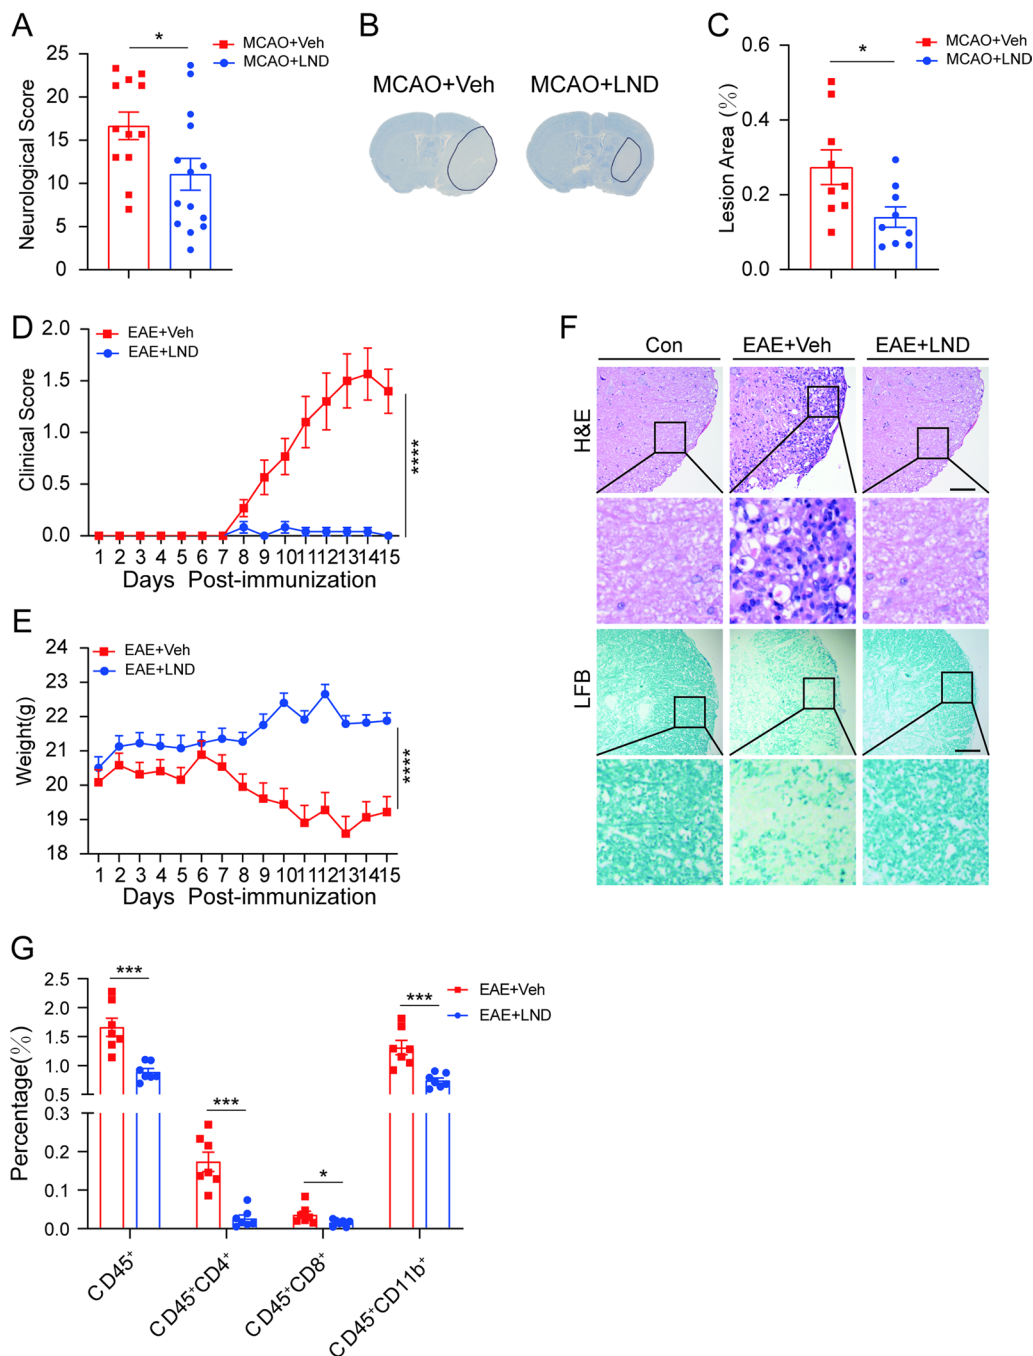 A
*
MCAO+Veh
MCAO+LND
Neurological Score
25
20
15
10
5
0
B
MCAO+Veh
MCAO+LND
C
MCAO+Veh
MCAO+LND
*
Lesion Area (%)
0.6
0.4
0.2
0.0
D
EAE+Veh
EAE+LND
Clinical Score
2.0
1.5
1.0
0.5
0.0
****
1 2 3 4 5 6 7 8 9 10 11 12 13 14 15
Days Post-immunization
E
EAE+Veh
EAE+LND
Weight(g)
24
23
22
21
20
19
18
****
1 2 3 4 5 6 7 8 9 10 11 12 13 14 15
Days Post-immunization
F
Con
EAE+Veh
EAE+LND
H&E
LFB
G
EAE+Veh
EAE+LND
Percentage(%)
2.5
2.0
1.5
1.0
0.5
0.3
0.2
0.1
0.0
***
***
*
***
CD45+
CD45+CD4+
CD45+CD8+
CD45+CD11b+